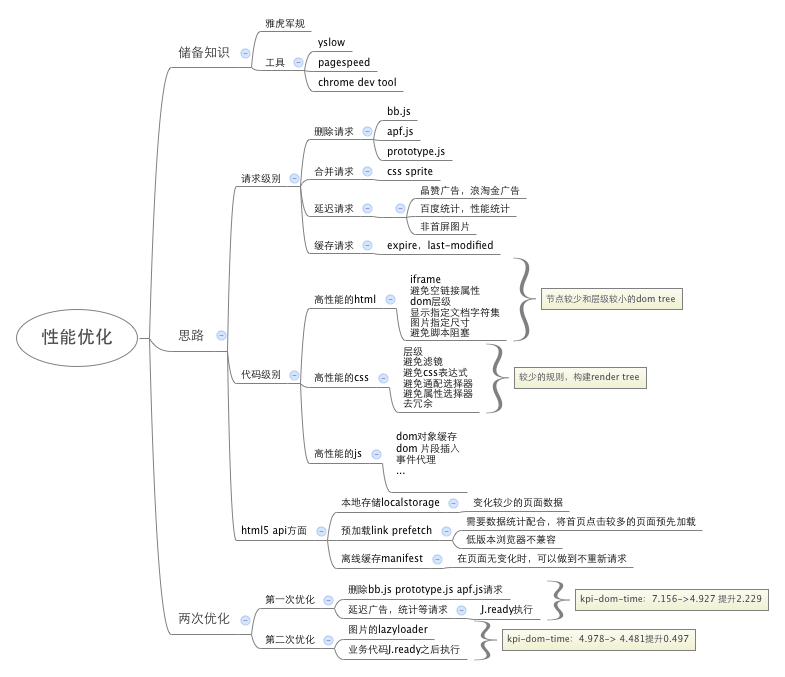 性能优化
储备知识
雅虎军规
工具
yslow
pagespeed
chrome dev tool
思路
请求级别
删除请求
bb.js
apf.js
prototype.js
合并请求
css sprite
延迟请求
晶赞广告，浪淘金广告
百度统计，性能统计
非首屏图片
缓存请求
expire，last-modified
代码级别
高性能的html
iframe
避免空链接属性
dom层级
显示指定文档字符集
图片指定尺寸
避免脚本阻塞
节点较少和层级较小的dom tree
高性能的css
层级
避免滤镜
避免css表达式
避免通配选择器
避免属性选择器
去冗余
较少的规则，构建render tree
高性能的js
dom对象缓存
dom 片段插入
事件代理
...
html5 api方面
本地存储localstorage
变化较少的页面数据
预加载link prefetch
需要数据统计配合，将首页点击较多的页面预先加载
低版本浏览器不兼容
离线缓存manifest
在页面无变化时，可以做到不重新请求
两次优化
第一次优化
删除bb.js prototype.js apf.js请求
延迟广告，统计等请求
J.ready执行
kpi-dom-time：7.156->4.927 提升2.229
第二次优化
图片的lazyloader
业务代码J.ready之后执行
kpi-dom-time：4.978-> 4.481提升0.497